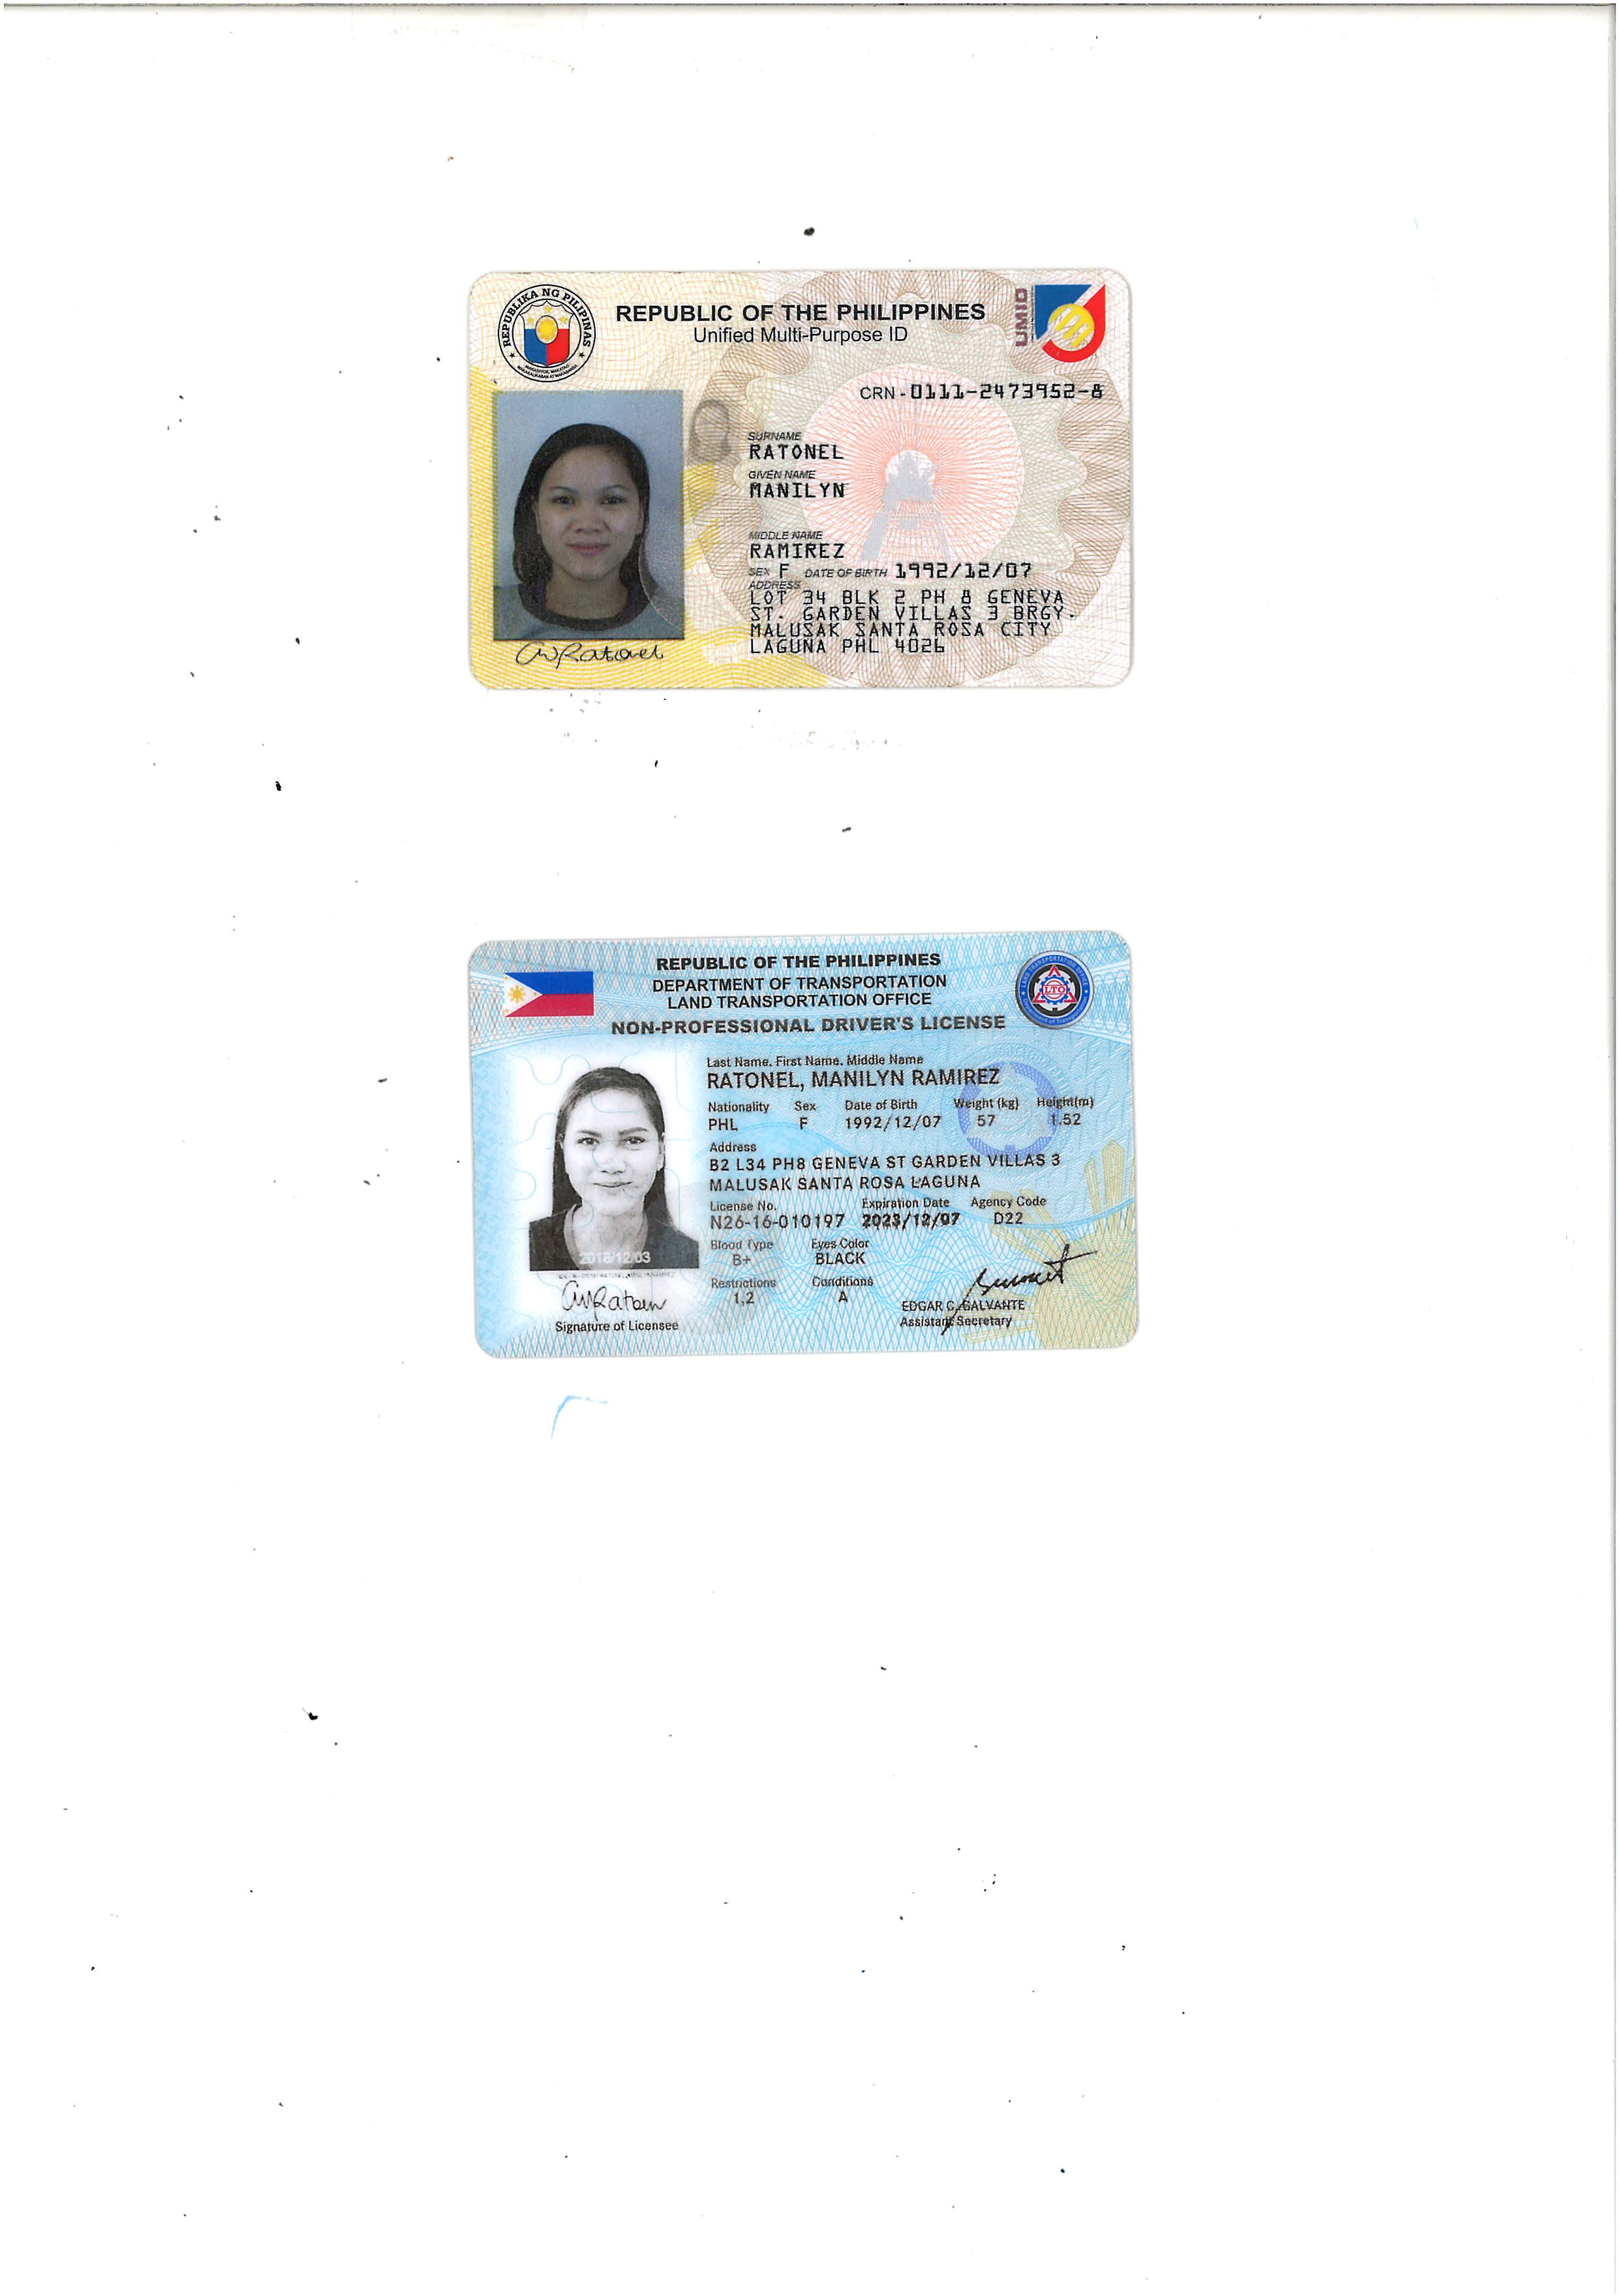 REPUBLIKA NG PILIPINAS
REPUBLIC OF THE PHILIPPINES
Unified Multi-Purpose ID
UMID
CRN - 0111-2473952-8
SURNAME
RATONEL
GIVEN NAME
MANILYN
MIDDLE NAME
RAMIREZ
SEX F DATE OF BIRTH 1992/12/07
ADDRESS
LOT 34 BLK 2 PH 8 GENEVA
ST. GARDEN VILLAS 3 BRGY.
MALUSAK SANTA ROSA CITY
LAGUNA PHL 4026
REPUBLIC OF THE PHILIPPINES
DEPARTMENT OF TRANSPORTATION
LAND TRANSPORTATION OFFICE
NON-PROFESSIONAL DRIVER'S LICENSE
LAND TRANSPORTATION OFFICE
LTO
Last Name. First Name. Middle Name
RATONEL, MANILYN RAMIREZ
Nationality Sex Date of Birth Weight (kg) Height(m)
PHL F 1992/12/07 57 1.52
Address
B2 L34 PH8 GENEVA ST GARDEN VILLAS 3
MALUSAK SANTA ROSA LAGUNA
License No. Expiration Date Agency Code
N26-16-010197 2023/12/07 D22
Blood Type Eyes Color
B+ BLACK
2018/12/03
Restrictions Conditions
1,2 A
EDGAR C. GALVANTE
Assistant Secretary
Signature of Licensee